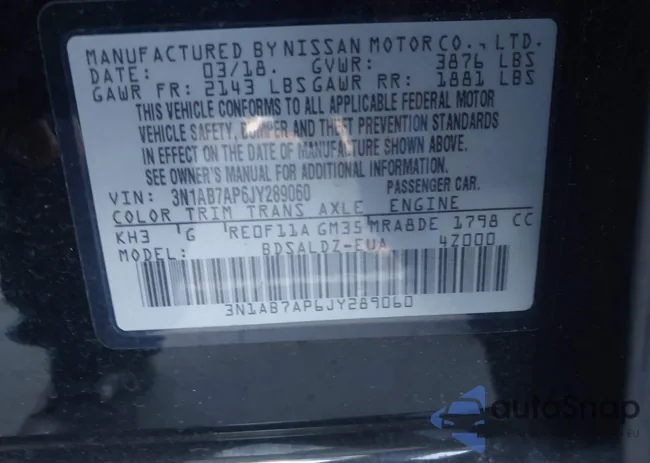 MANUFACTURED BY NISSAN MOTOR CO., LTD.
DATE: 03/18. GVWR: 3876 LBS
GAWR FR: 2143 LBS GAWR RR: 1881 LBS
THIS VEHICLE CONFORMS TO ALL APPLICABLE FEDERAL MOTOR
VEHICLE SAFETY, BUMPER AND THEFT PREVENTION STANDARDS
IN EFFECT ON THE DATE OF MANUFACTURE SHOWN ABOVE.
SEE OWNER'S MANUAL FOR ADDITIONAL INFORMATION.
VIN: 3N1AB7AP6JY289060 PASSENGER CAR.
COLOR TRIM TRANS AXLE ENGINE
KH3 G RE0F11A GM35 MRA8DE 1798 CC
MODEL: BDSALDZ-EUA 4Z000
3N1AB7AP6JY289060
autoSnap